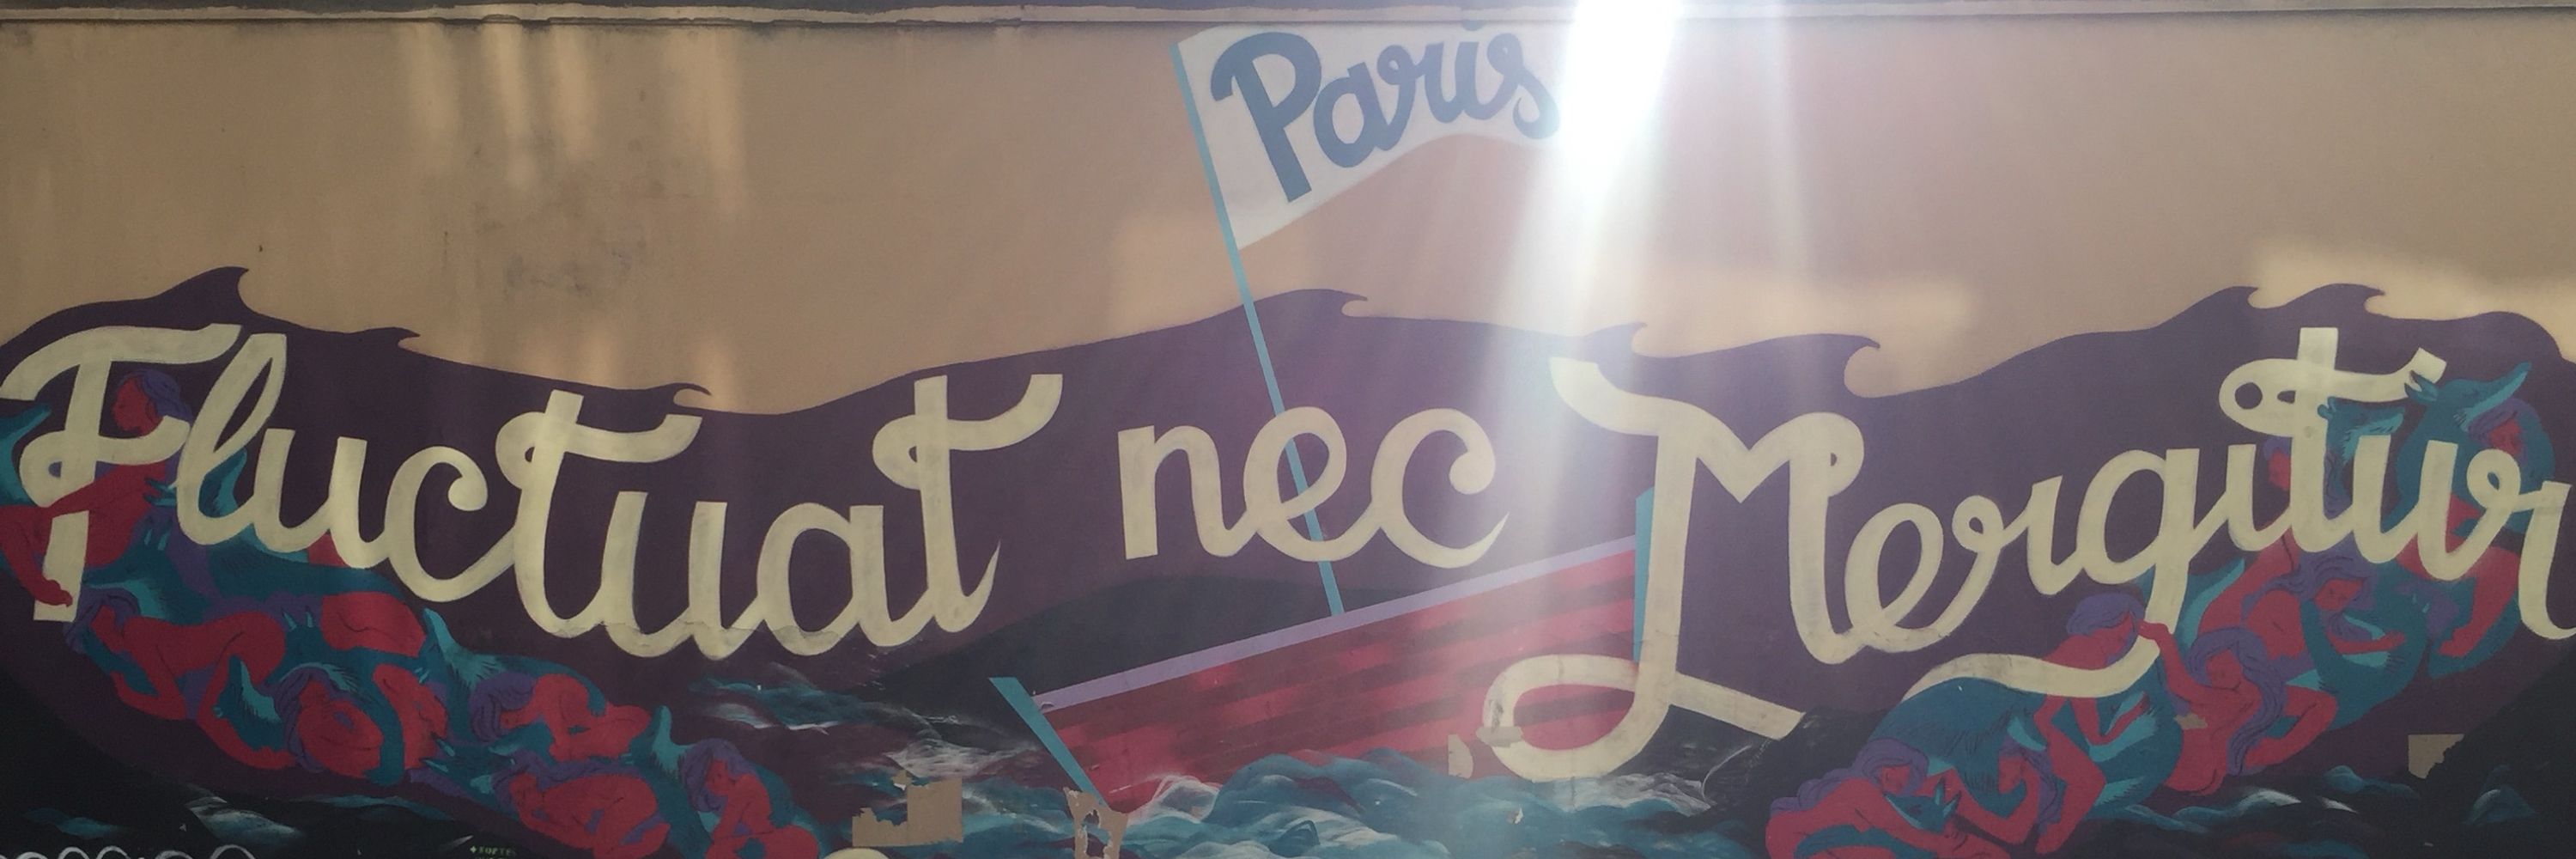 Paris
Fluctuat nec Mergitur